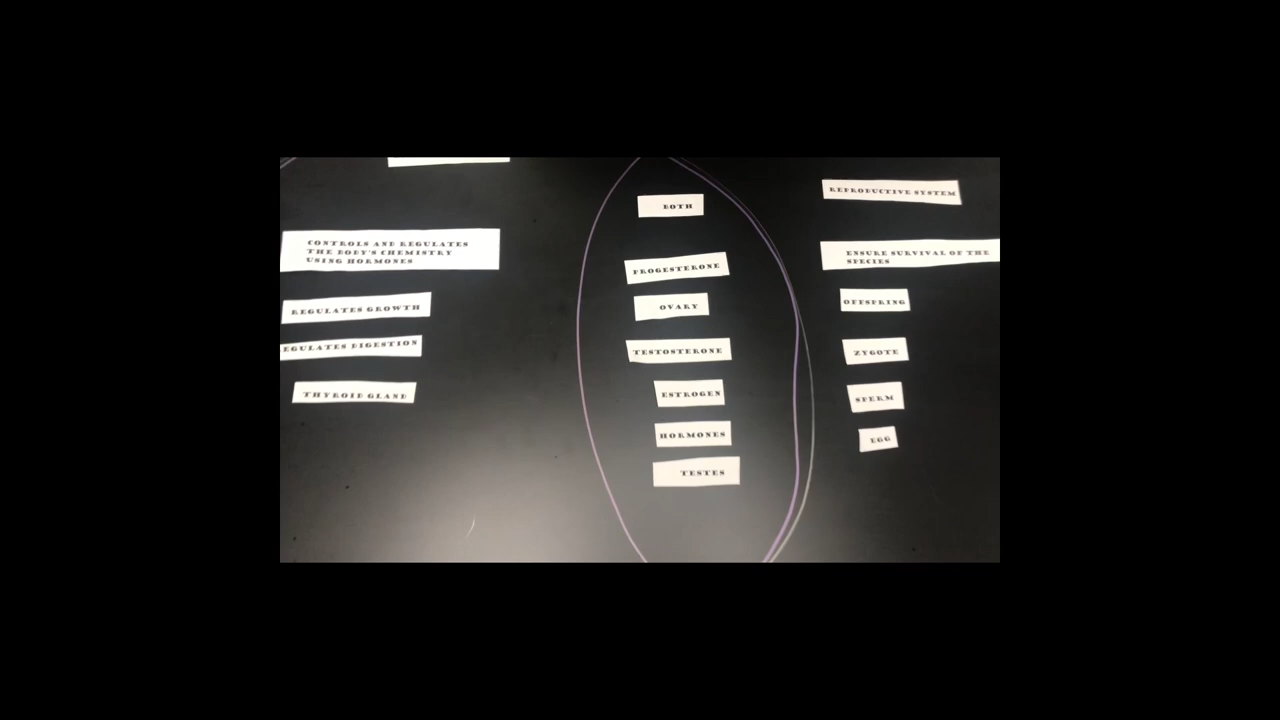 CONTROLS AND REGULATES
THE BODY'S CHEMISTRY
USING HORMONES
REGULATES GROWTH
EGULATES DIGESTION
THYROID GLAND
BOTH
PROGESTERONE
OVARY
TESTOSTERONE
ESTROGEN
HORMONES
TESTES
REPRODUCTIVE SYSTEM
ENSURE SURVIVAL OF THE
SPECIES
OFFSPRING
ZYGOTE
SPERM
EGG